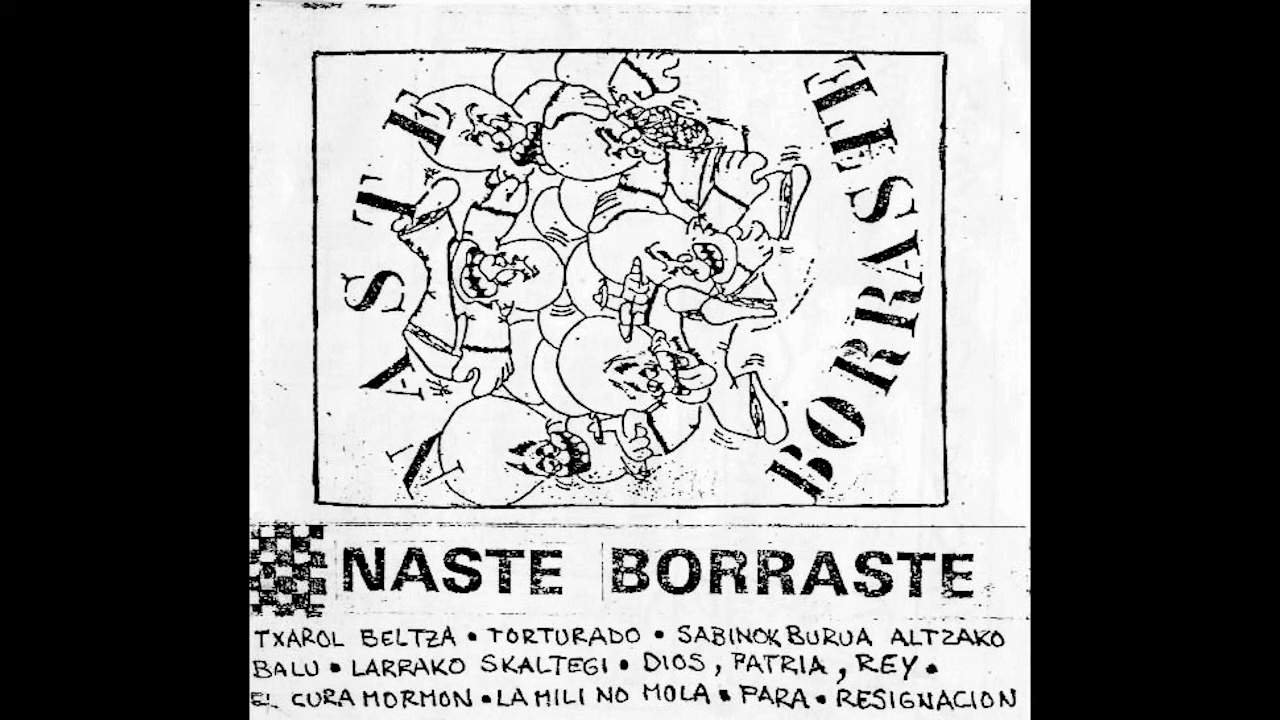 NASTE
BORRASTE
NASTE BORRASTE
TXAROL BELTZA • TORTURADO • SABINOK BURUA ALTZAKO
BALU • LARRAKO SKALTEGI • DIOS, PATRIA, REY •
EL CURA MORMON • LA MILI NO MOLA • PARA • RESIGNACION